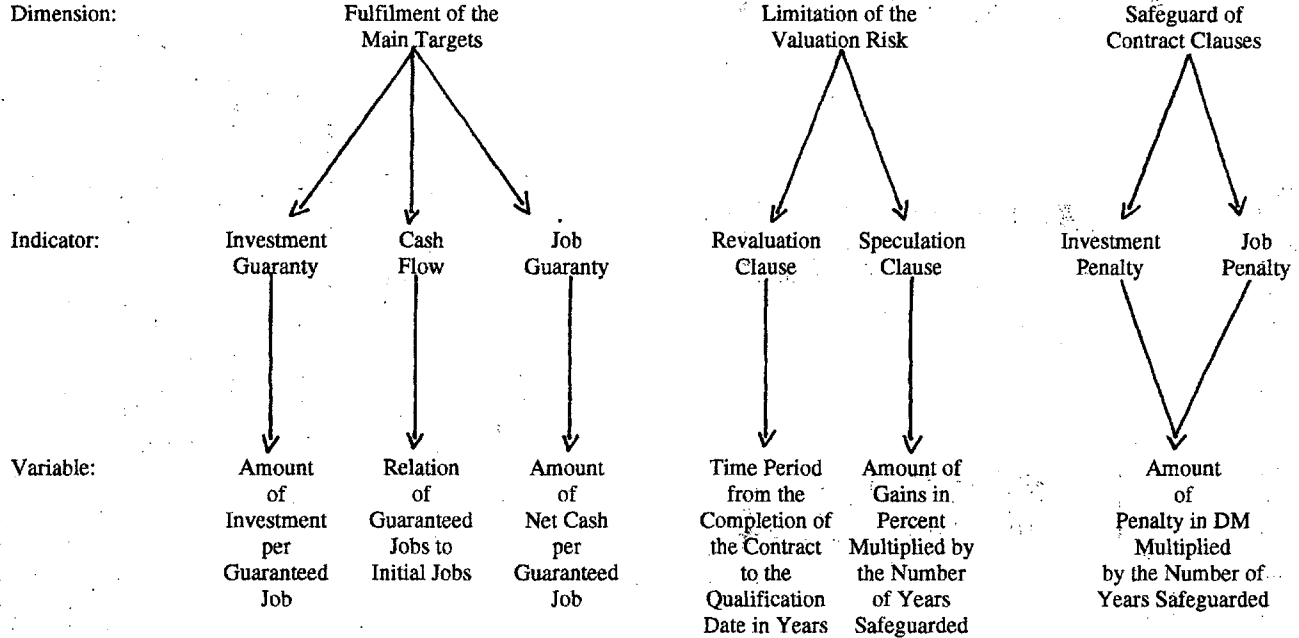 Dimension:
Fulfilment of the
Main Targets
Limitation of the
Valuation Risk
Safeguard of
Contract Clauses
Indicator:
Investment
Guaranty
Cash
Flow
Job
Guaranty
Revaluation
Clause
Speculation
Clause
Investment
Penalty
Job
Penalty
Variable:
Amount
of
Investment
per
Guaranteed
Job
Relation
of
Guaranteed
Jobs to
Initial Jobs
Amount
of
Net Cash
per
Guaranteed
Job
Time Period
from the
Completion of
the Contract
to the
Qualification
Date in Years
Amount of
Gains in
Percent
Multiplied by
the Number
of Years
Safeguarded
Amount
of
Penalty in DM
Multiplied
by the Number of
Years Safeguarded